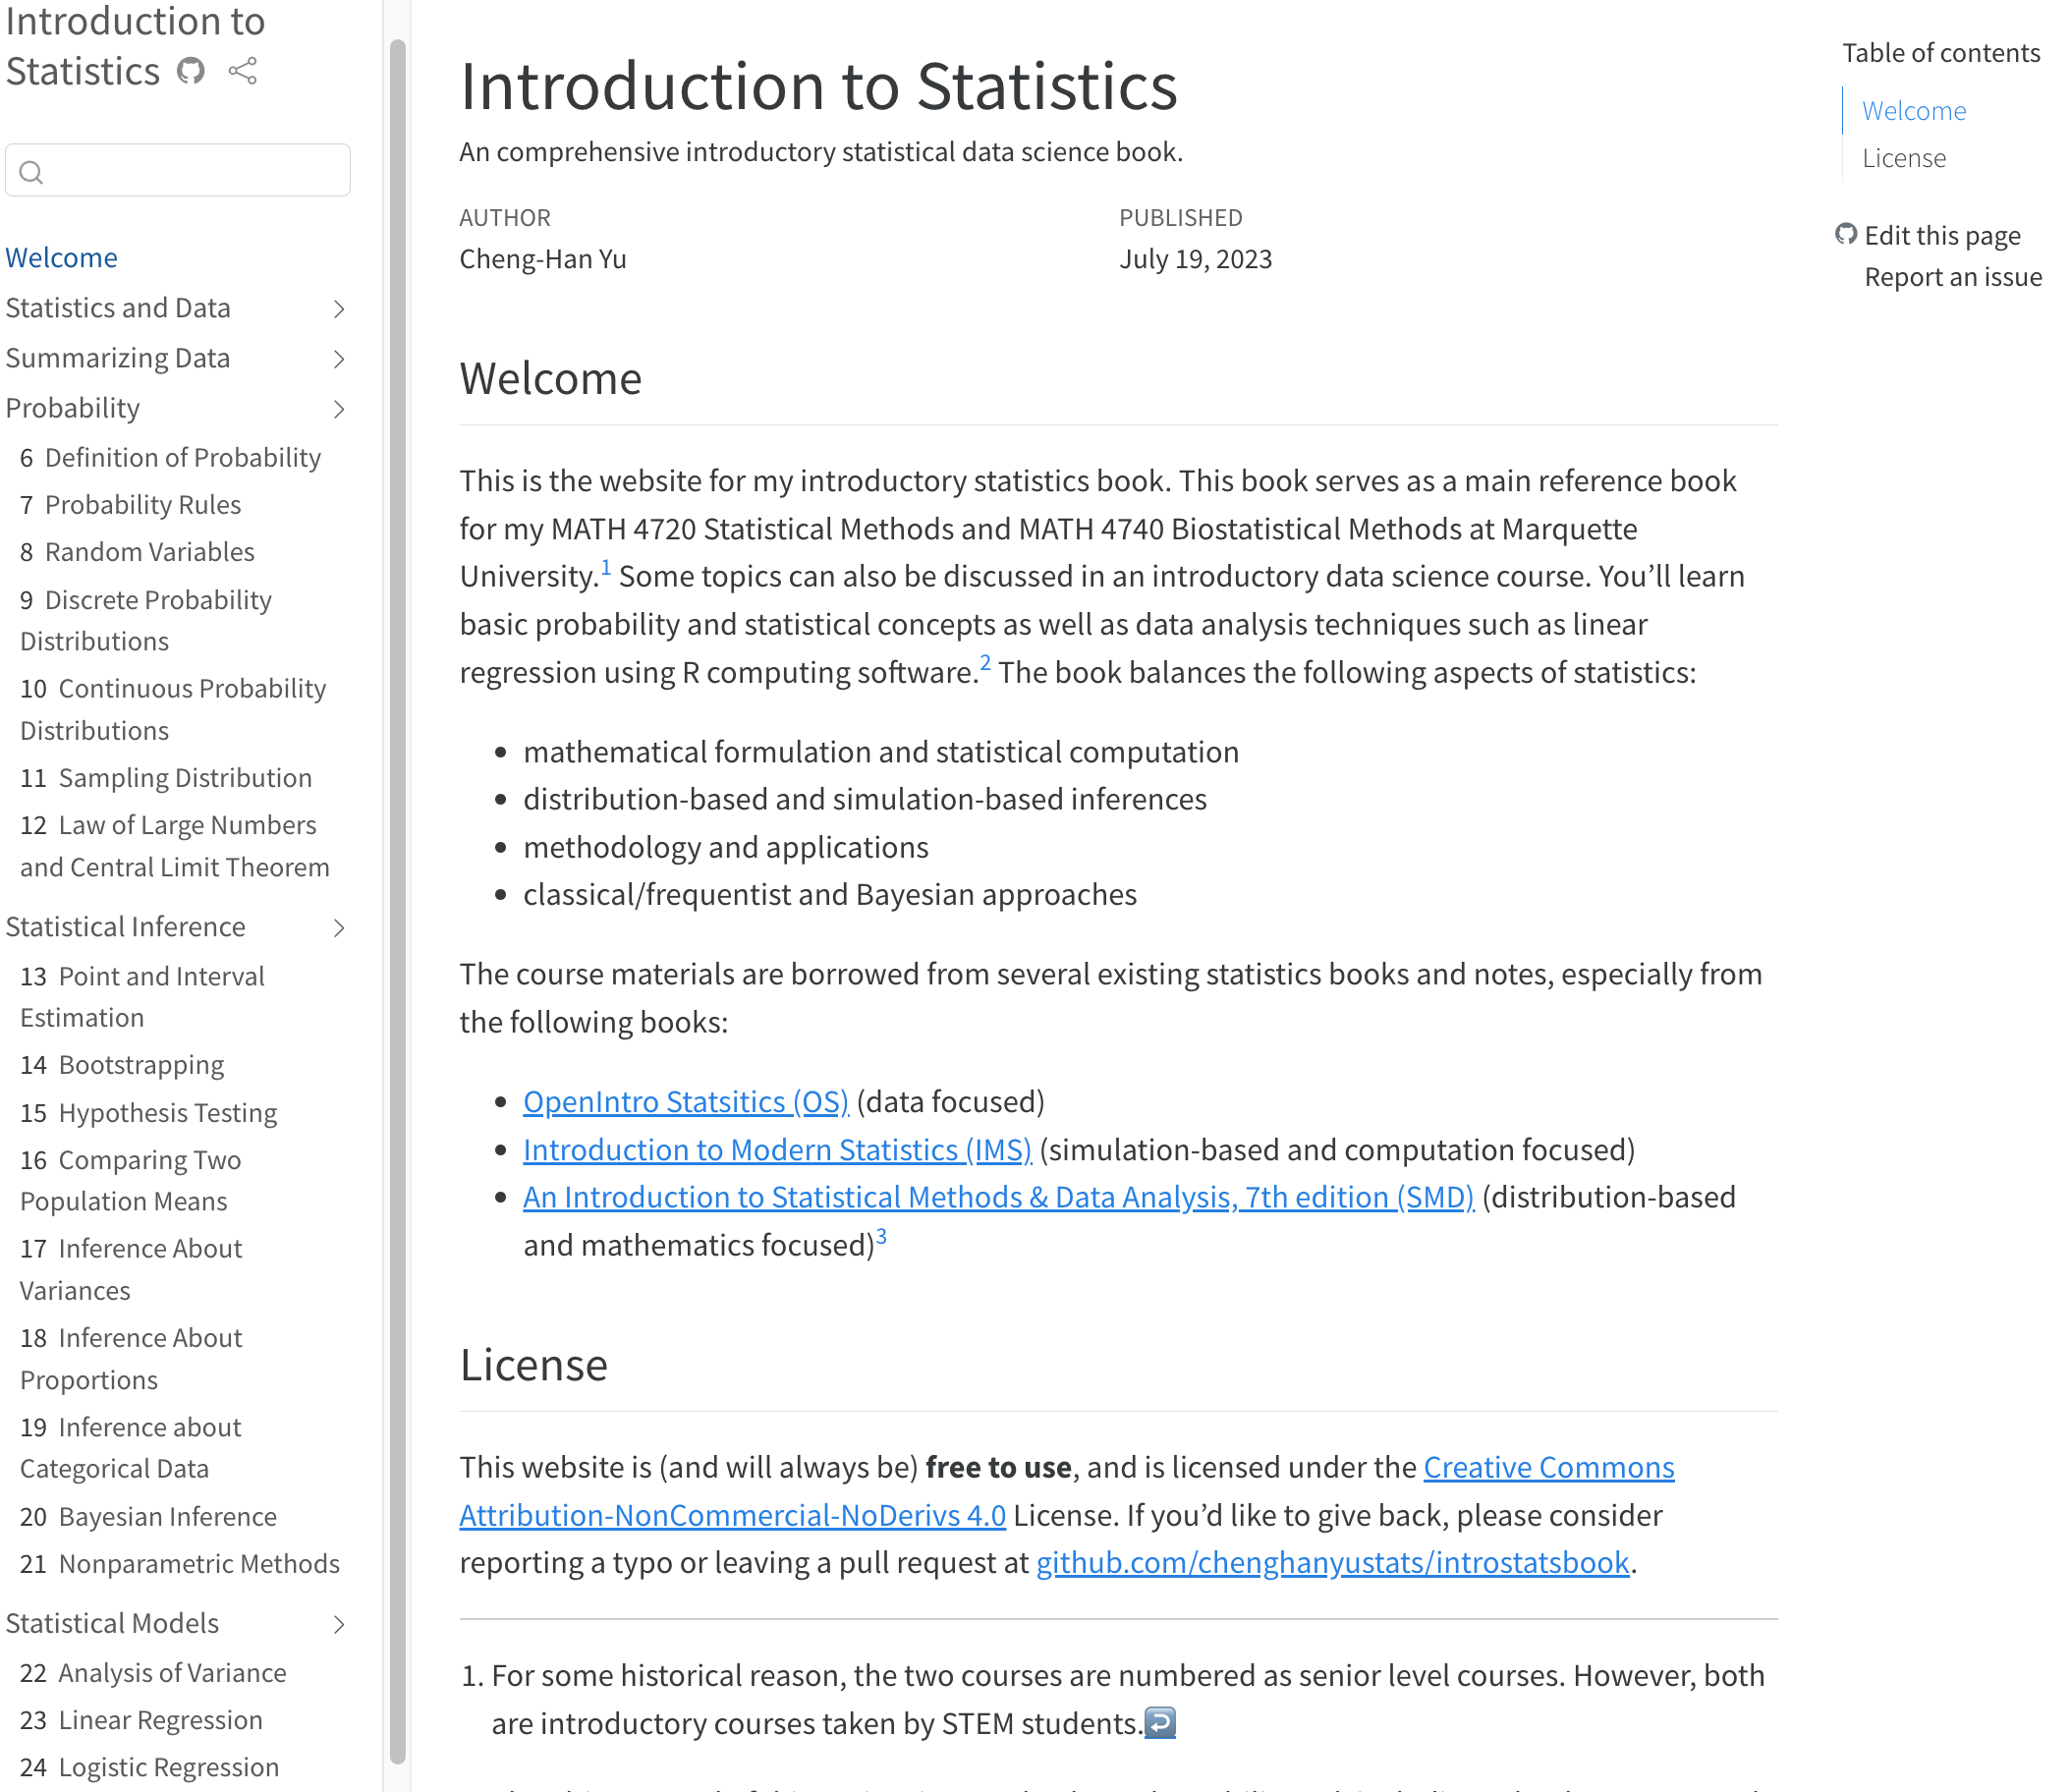 Introduction to
Statistics
Welcome
Statistics and Data
Summarizing Data
Probability
6 Definition of Probability
7 Probability Rules
8 Random Variables
9 Discrete Probability
Distributions
10 Continuous Probability
Distributions
11 Sampling Distribution
12 Law of Large Numbers
and Central Limit Theorem
Statistical Inference
13 Point and Interval
Estimation
14 Bootstrapping
15 Hypothesis Testing
16 Comparing Two
Population Means
17 Inference About
Variances
18 Inference About
Proportions
19 Inference about
Categorical Data
20 Bayesian Inference
21 Nonparametric Methods
Statistical Models
22 Analysis of Variance
23 Linear Regression
24 Logistic Regression
Introduction to Statistics
An comprehensive introductory statistical data science book.
AUTHOR
Cheng-Han Yu
PUBLISHED
July 19, 2023
Welcome
This is the website for my introductory statistics book. This book serves as a main reference book
for my MATH 4720 Statistical Methods and MATH 4740 Biostatistical Methods at Marquette
University.1 Some topics can also be discussed in an introductory data science course. You’ll learn
basic probability and statistical concepts as well as data analysis techniques such as linear
regression using R computing software.2 The book balances the following aspects of statistics:
• mathematical formulation and statistical computation
• distribution-based and simulation-based inferences
• methodology and applications
• classical/frequentist and Bayesian approaches
The course materials are borrowed from several existing statistics books and notes, especially from
the following books:
• OpenIntro Statsitics (OS) (data focused)
• Introduction to Modern Statistics (IMS) (simulation-based and computation focused)
• An Introduction to Statistical Methods & Data Analysis, 7th edition (SMD) (distribution-based
and mathematics focused)3
License
This website is (and will always be) free to use, and is licensed under the Creative Commons
Attribution-NonCommercial-NoDerivs 4.0 License. If you’d like to give back, please consider
reporting a typo or leaving a pull request at github.com/chenghanyustats/introstatsbook.
1. For some historical reason, the two courses are numbered as senior level courses. However, both
are introductory courses taken by STEM students.
Table of contents
Welcome
License
Edit this page
Report an issue